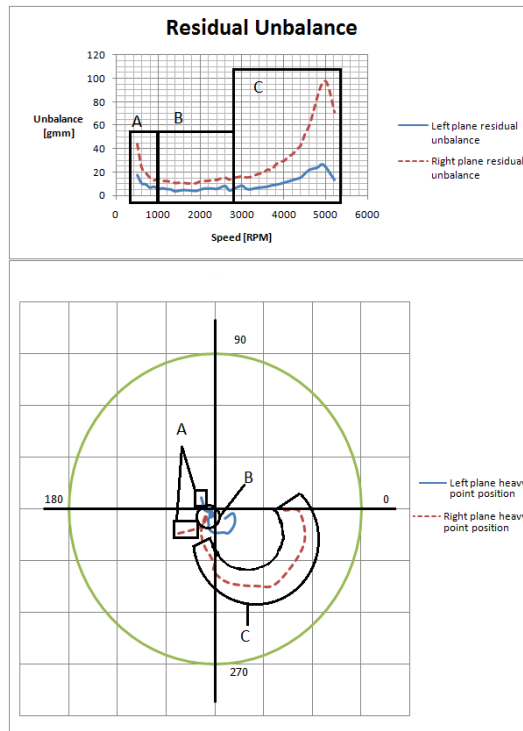 Residual Unbalance
120
100
80
60
40
20
0
Unbalance
[gmm]
A
B
C
0
1000
2000
3000
4000
5000
6000
Speed [RPM]
Left plane residual
unbalance
Right plane residual
unbalance
90
A
B
180
0
C
270
Left plane heavy
point position
Right plane heavy
point position